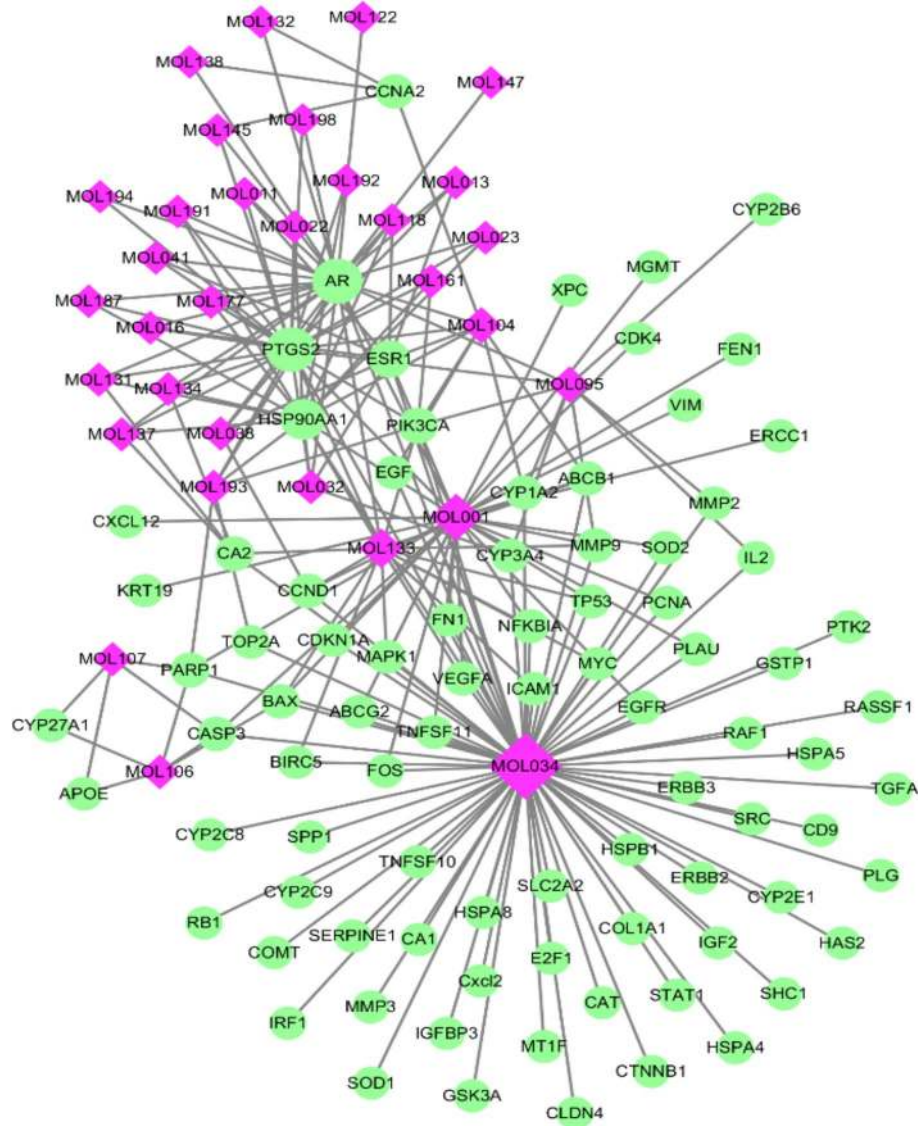 MOL132
MOL122
MOL138
MOL147
CCNA2
MOL198
MOL145
MOL192
MOL013
MOL194
MOL011
MOL191
MOL022
MOL118
CYP2B6
MOL023
MOL041
MGMT
AR
MOL161
XPC
MOL187
MOL177
MOL016
MOL104
CDK4
PTGS2
ESR1
FEN1
MOL131
MOL134
MOL095
VIM
HSP90AA1
PIK3CA
MOL137
MOL038
ERCC1
EGF
MOL193
MOL032
CYP1A2
ABCB1
MMP2
CXCL12
MOL001
CA2
MOL133
CYP3A4
MMP9
SOD2
IL2
KRT19
CCND1
TP53
PCNA
FN1
NFKBIA
PTK2
TOP2A
CDKN1A
MAPK1
PLAU
MOL107
PARP1
MYC
GSTP1
VEGFA
ICAM1
BAX
ABCG2
EGFR
RASSF1
CYP27A1
CASP3
TNFSF11
RAF1
HSPA5
MOL106
BIRC5
FOS
MOL034
APOE
ERBB3
TGFA
CYP2C8
SPP1
SRC
CD9
TNFSF10
HSPB1
ERBB2
PLG
CYP2C9
SLC2A2
CYP2E1
RB1
HSPA8
SERPINE1
CA1
COL1A1
COMT
IGF2
HAS2
E2F1
Cxcl2
STAT1
SHC1
MMP3
CAT
IRF1
IGFBP3
MT1F
HSPA4
SOD1
CTNNB1
GSK3A
CLDN4